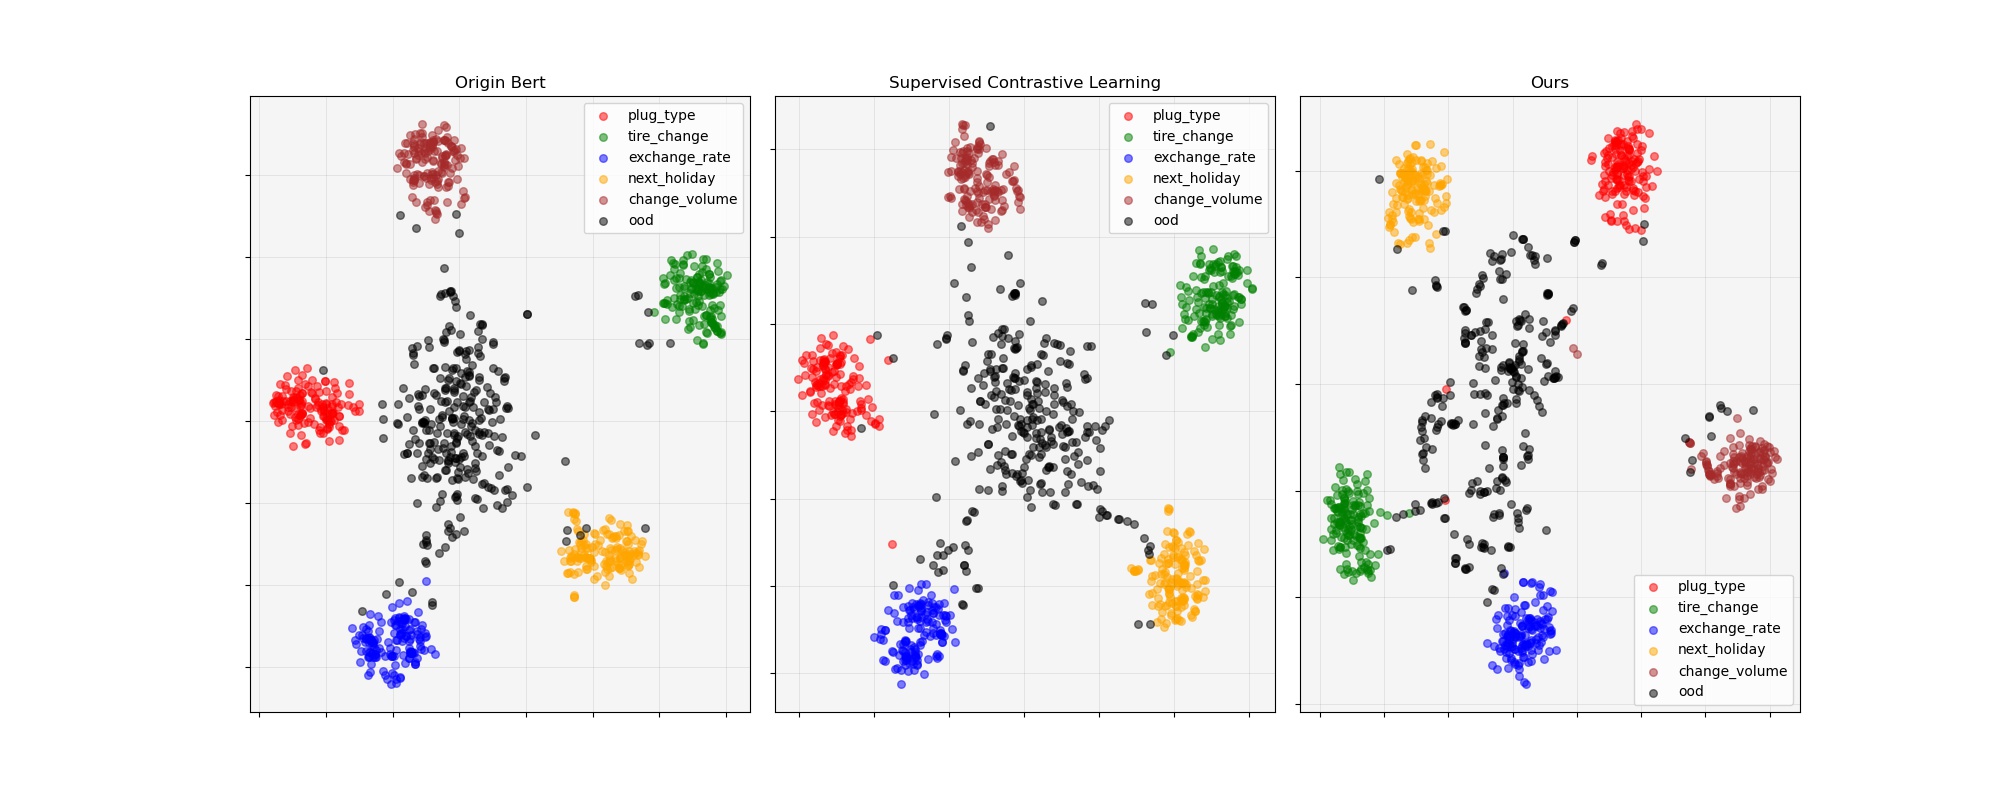 Origin Bert
plug_type
tire_change
exchange_rate
next_holiday
change_volume
ood
Supervised Contrastive Learning
plug_type
tire_change
exchange_rate
next_holiday
change_volume
ood
Ours
plug_type
tire_change
exchange_rate
next_holiday
change_volume
ood